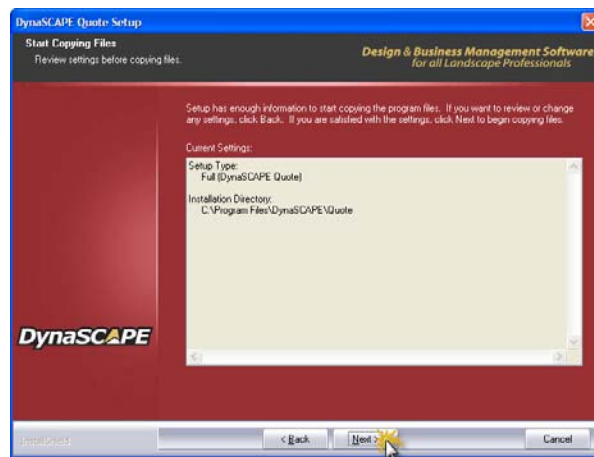 DynaSCAPE Quote Setup
Start Copying Files
Review settings before copying files.
Design & Business Management Software
for all Landscape Professionals
Setup has enough information to start copying the program files. If you want to review or change
any settings, click Back. If you are satisfied with the settings, click Next to begin copying files.
Current Settings:
Setup Type:
Full (DynaSCAPE Quote)
Installation Directory:
C:\Program Files\DynaSCAPE\Quote
DynaSCAPE
InstallShield
< Back
Next >
Cancel